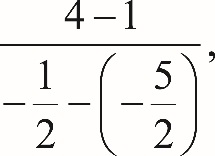 4 – 1
– 1/2 – (– 5/2),